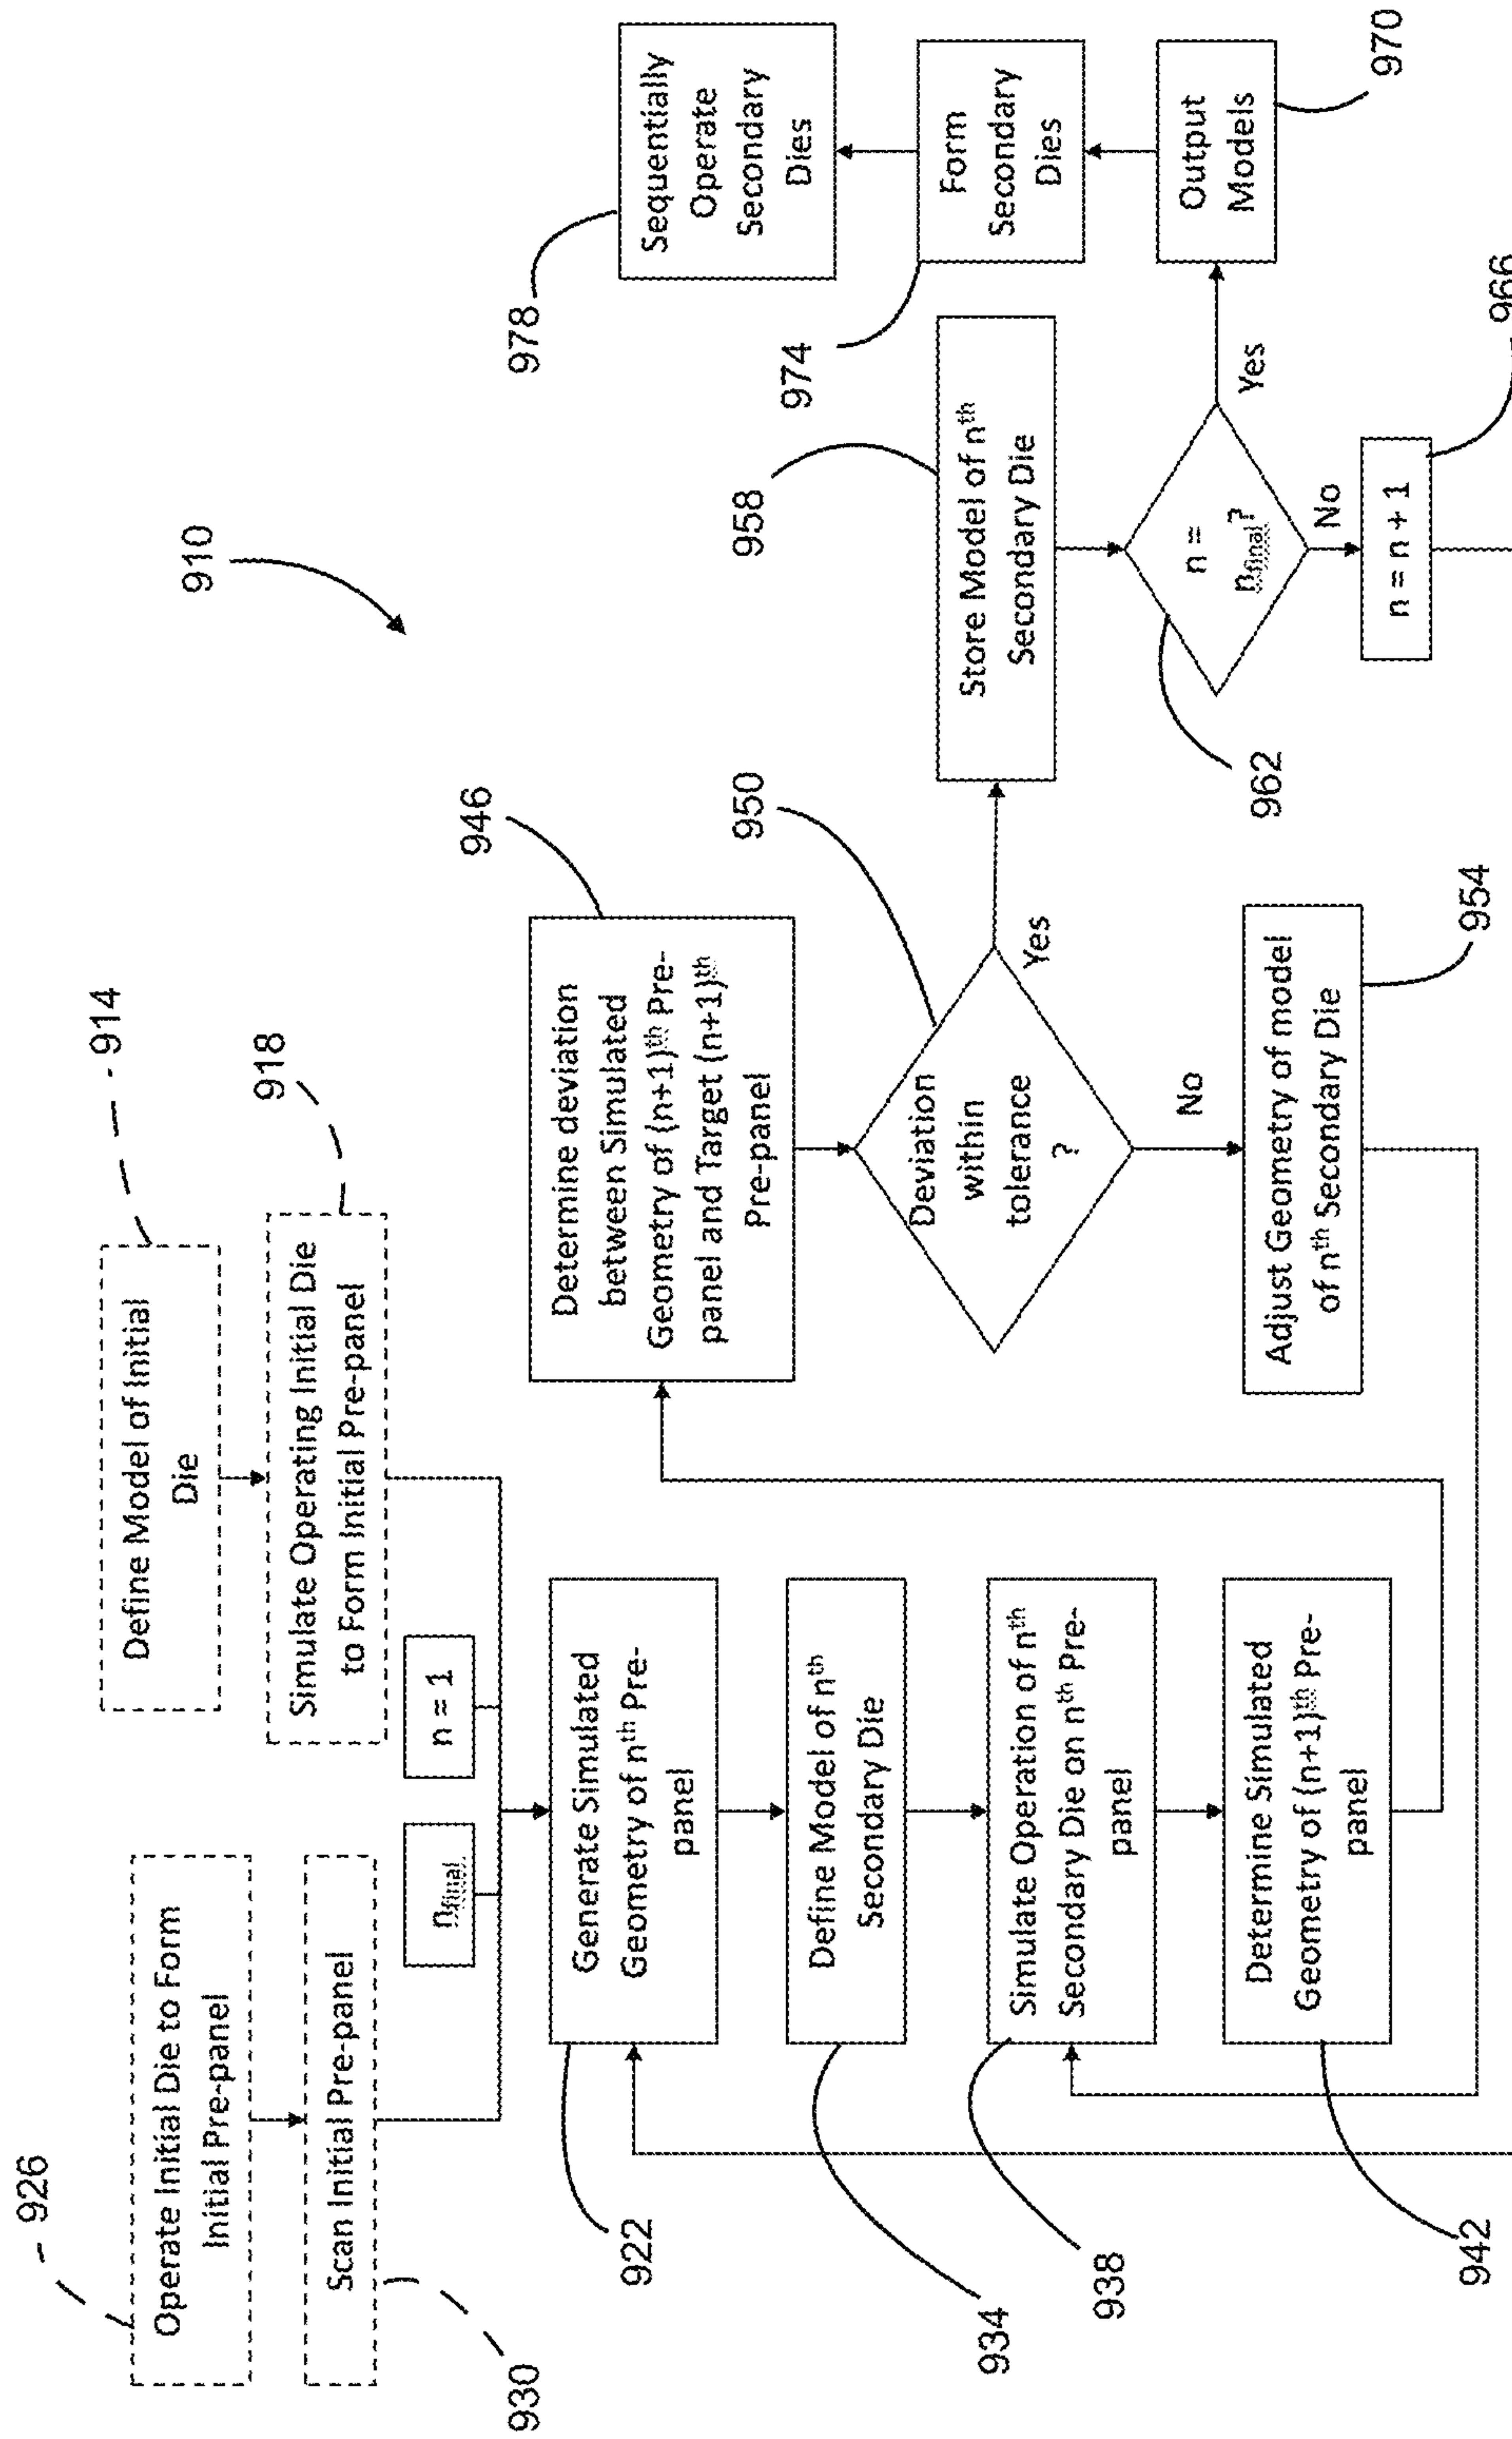 910
926
Operate Initial Die to Form
Initial Pre-panel
930
Scan Initial Pre-panel
914
Define Model of Initial
Die
918
Simulate Operating Initial Die
to Form Initial Pre-panel
nfinal
n = 1
922
Generate Simulated
Geometry of nth Pre-
panel
934
Define Model of nth
Secondary Die
938
Simulate Operation of nth
Secondary Die on nth Pre-
panel
942
Determine Simulated
Geometry of (n+1)th Pre-
panel
946
Determine deviation
between Simulated
Geometry of (n+1)th Pre-
panel and Target (n+1)th
Pre-panel
950
Deviation
within
tolerance
?
Yes
No
954
Adjust Geometry of model
of nth Secondary Die
958
Store Model of nth
Secondary Die
962
n =
nfinal?
Yes
No
966
n = n + 1
970
Output
Models
974
Form
Secondary
Dies
978
Sequentially
Operate
Secondary
Dies